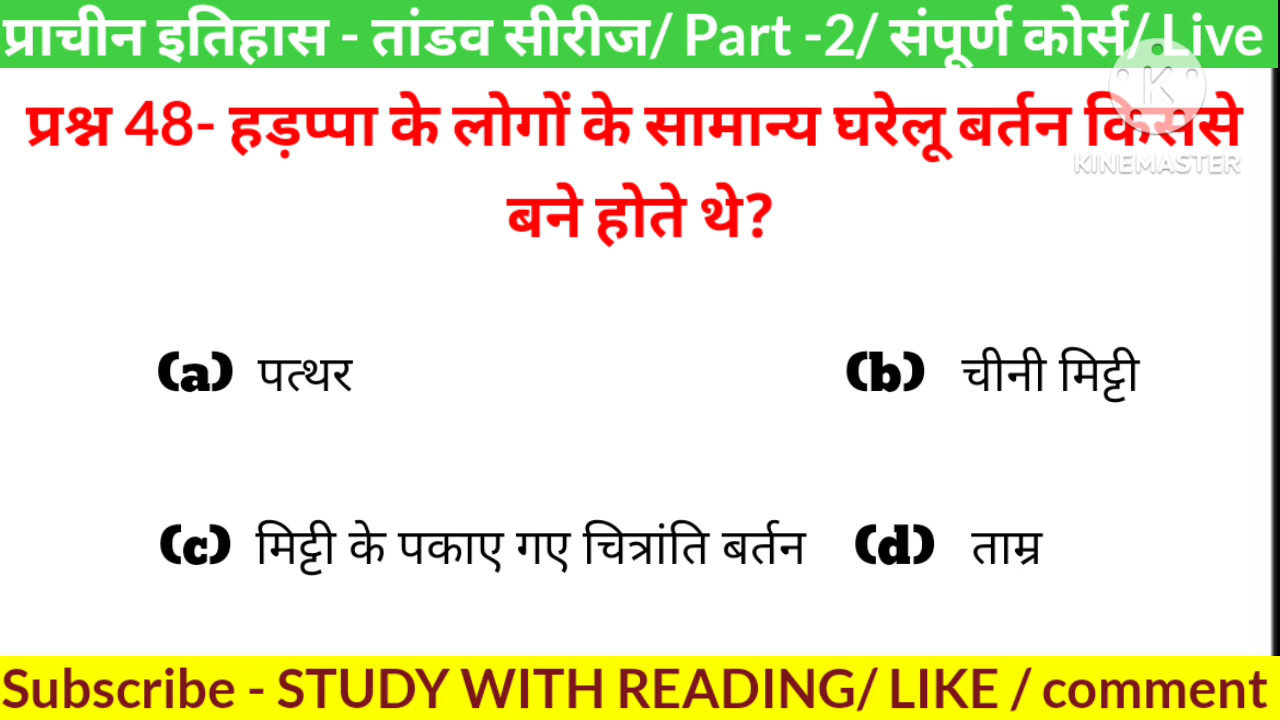 प्राचीन इतिहास - तांडव सीरीज/ Part -2/ संपूर्ण कोर्स/ Live
प्रश्न 48- हड़प्पा के लोगों के सामान्य घरेलू बर्तन किससे
K
KINEMASTER
बने होते थे?
(a) पत्थर
(b) चीनी मिट्टी
(c) मिट्टी के पकाए गए चित्रांति बर्तन
(d) ताम्र
Subscribe - STUDY WITH READING/ LIKE / comment